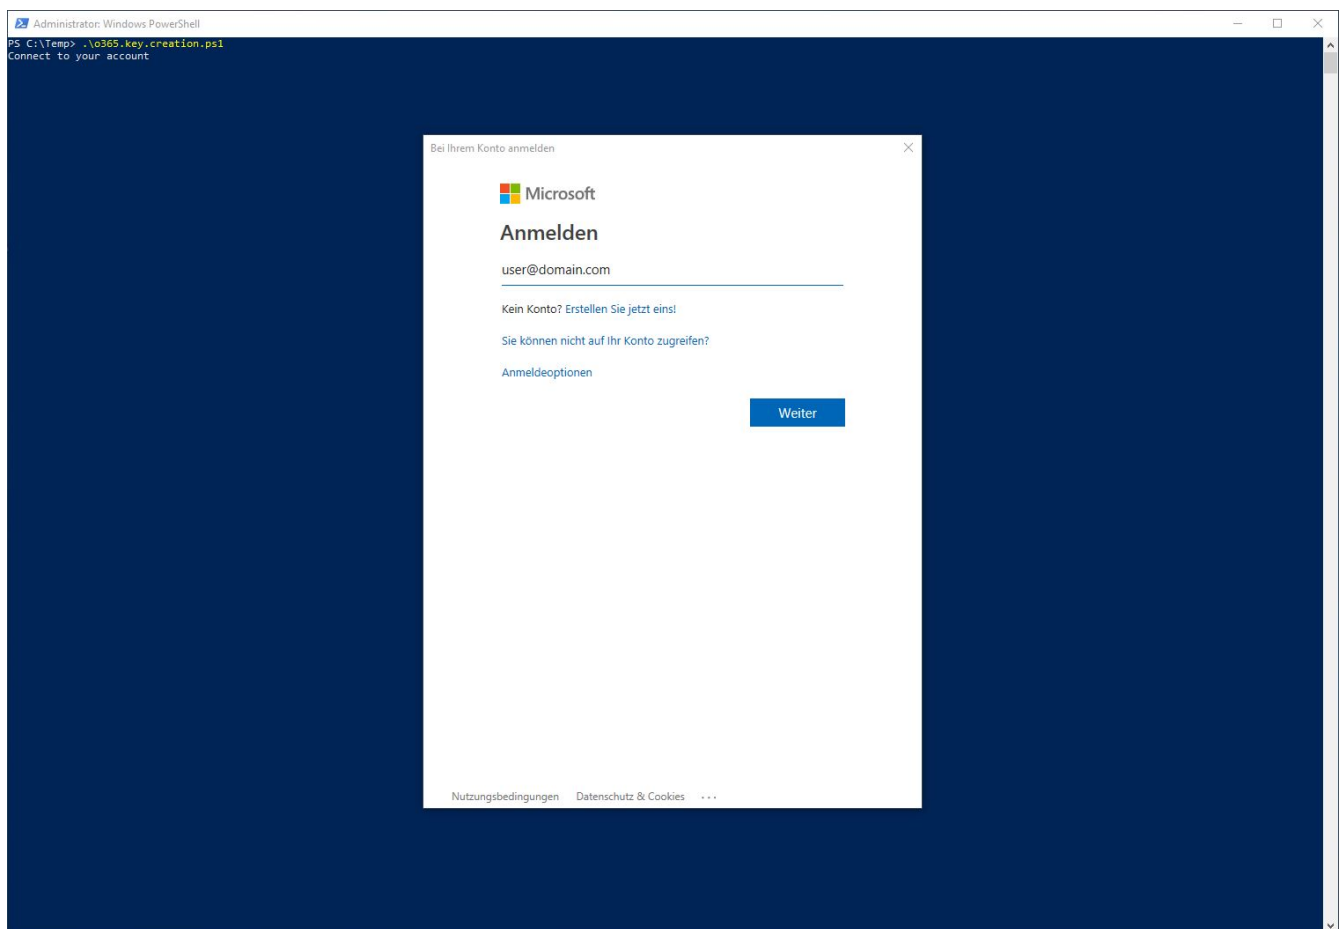 Administrator: Windows PowerShell
PS C:\Temp> .\o365.key.creation.ps1
Connect to your account
Bei Ihrem Konto anmelden
Microsoft
Anmelden
user@domain.com
Kein Konto? Erstellen Sie jetzt eins!
Sie können nicht auf Ihr Konto zugreifen?
Anmeldeoptionen
Weiter
Nutzungsbedingungen Datenschutz & Cookies ...